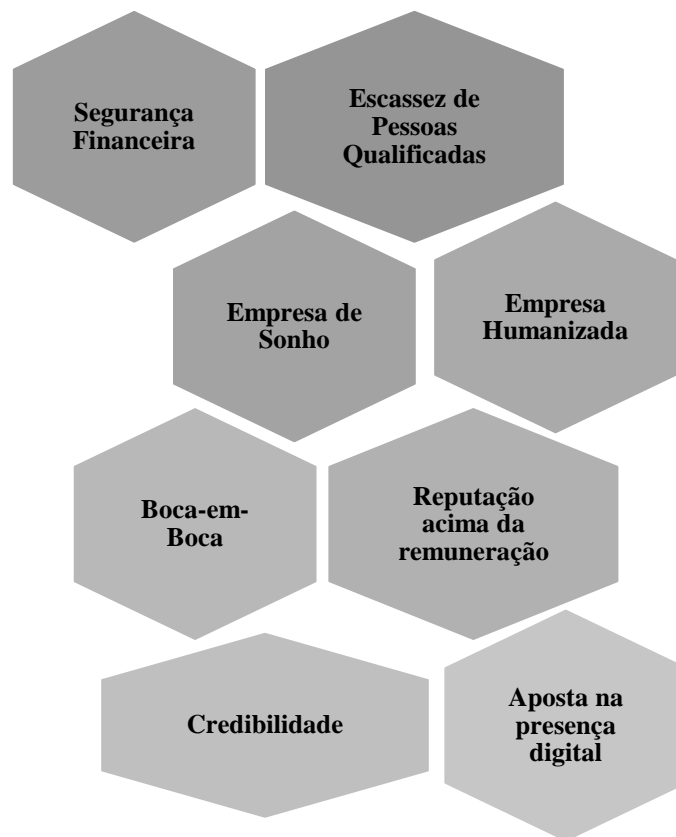 Segurança
Financeira
Escassez de
Pessoas
Qualificadas
Empresa de
Sonho
Empresa
Humanizada
Boca-em-
Boca
Reputação
acima da
remuneração
Credibilidade
Aposta na
presença
digital